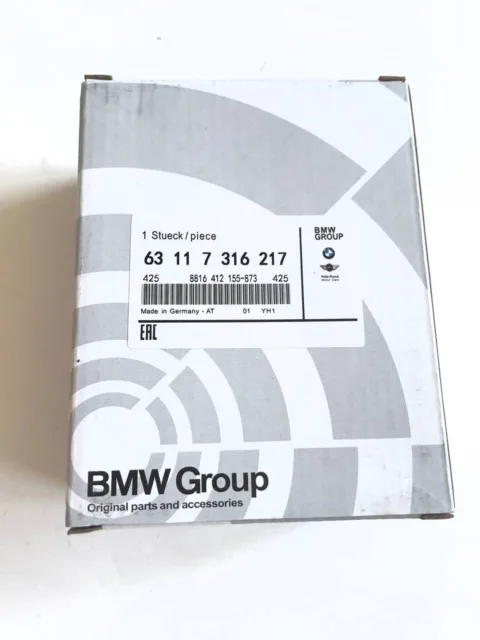 1 Stueck/piece
BMW
GROUP
63 11 7 316 217
425 8816 412 155-873 425
Made in Germany - AT 01 YH1
EAC
BMW Group
Original parts and accessories